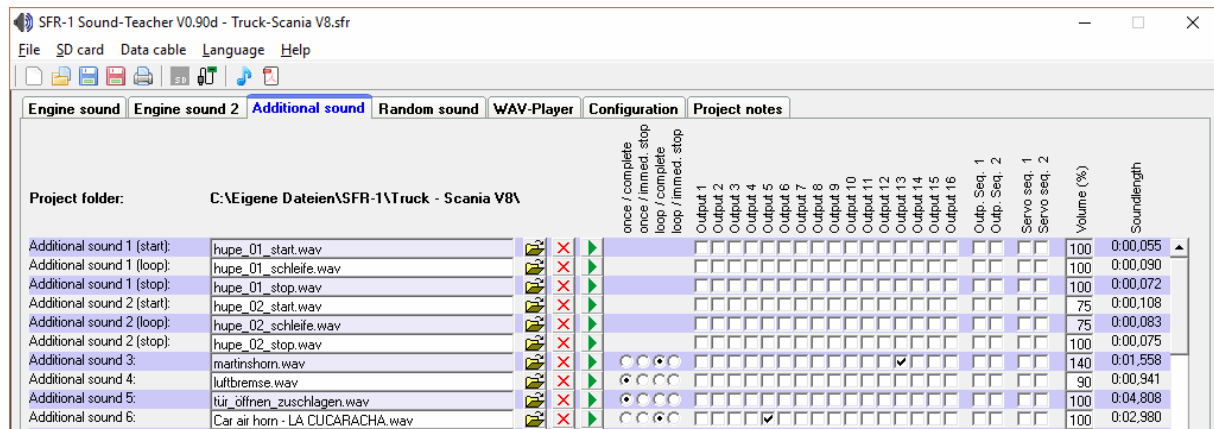 SFR-1 Sound-Teacher V0.90d - Truck-Scania V8.sfr
File SD card Data cable Language Help
SD
Engine sound Engine sound 2 Additional sound Random sound WAV-Player Configuration Project notes
once / complete
once / immed. stop
loop / complete
loop / immed. stop
Output 1
Output 2
Output 3
Output 4
Output 5
Output 6
Output 7
Output 8
Output 9
Output 10
Output 11
Output 12
Output 13
Output 14
Output 15
Output 16
Outp. Seq. 1
Outp. Seq. 2
Servo seq. 1
Servo seq. 2
Volume (%)
Soundlength
Project folder: C:\Eigene Dateien\SFR-1\Truck - Scania V8\
Additional sound 1 (start): hupe_01_start.wav 100 0:00,055
Additional sound 1 (loop): hupe_01_schleife.wav 100 0:00,090
Additional sound 1 (stop): hupe_01_stop.wav 100 0:00,072
Additional sound 2 (start): hupe_02_start.wav 75 0:00,108
Additional sound 2 (loop): hupe_02_schleife.wav 75 0:00,083
Additional sound 2 (stop): hupe_02_stop.wav 100 0:00,075
Additional sound 3: martinshorn.wav 140 0:01,558
Additional sound 4: luftbremse.wav 90 0:00,941
Additional sound 5: tür_öffnen_zuschlagen.wav 100 0:04,808
Additional sound 6: Car air horn - LA CUCARACHA.wav 100 0:02,980